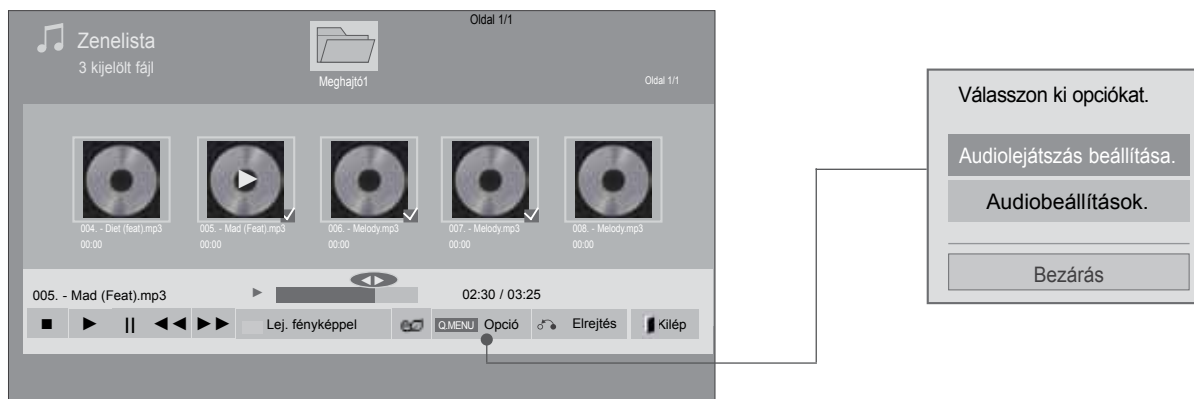 Oldal 1/1
Zenelista
3 kijelölt fájl
Meghajtó1
Oldal 1/1
004. - Diet (feat).mp3
00:00
005. - Mad (Feat).mp3
00:00
006. - Melody.mp3
00:00
007. - Melody.mp3
00:00
008. - Melody.mp3
00:00
005. - Mad (Feat).mp3
02:30 / 03:25
Lej. fényképpel
Q.MENU Opció
Elrejtés
Kilép
Válasszon ki opciókat.
Audiolejátszás beállítása.
Audiobeállítások.
Bezárás